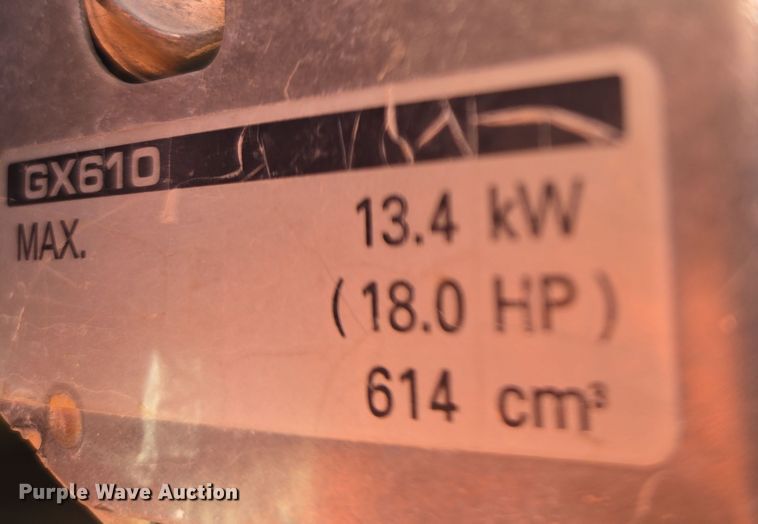 GX610
MAX. 13.4 kW
(18.0 HP)
614 cm³
Purple Wave Auction